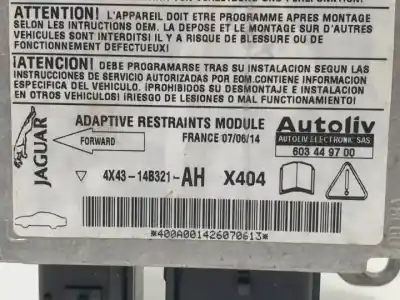 ATTENTION! L'APPAREIL DOIT ETRE PROGRAMME APRES MONTAGE
SELON LES INSTRUCTIONS OEM. LA DEPOSE ET LE MONTAGE SUR D'AUTRES
VEHICULES SONT INTERDITS! IL Y A RISQUE DE BLESSURE OU DE
FONCTIONNEMENT DEFECTUEUX!
¡ATENCION! DEBE PROGRAMARSE TRAS SU INSTALACION SEGUN LAS
INSTRUCCIONES DE SERVICIO AUTORIZADAS POR EOM.CONTIENE INFORMACION
ESPECIFICA DEL VEHICULO. ¡PROHIBIDOS SU DESMONTAJE E INSTALACION
EN OTROS VEHICULOS! ¡RIESGO DE LESIONES O MAL FUNCIONAMIENTO!
JAGUAR
ADAPTIVE RESTRAINTS MODULE
FORWARD
FRANCE 07/06/14
Autoliv
AUTOLIV ELECTRONIC SAS
603 44 97 00
4X43-14B321-AH X404
*400A001426070613*